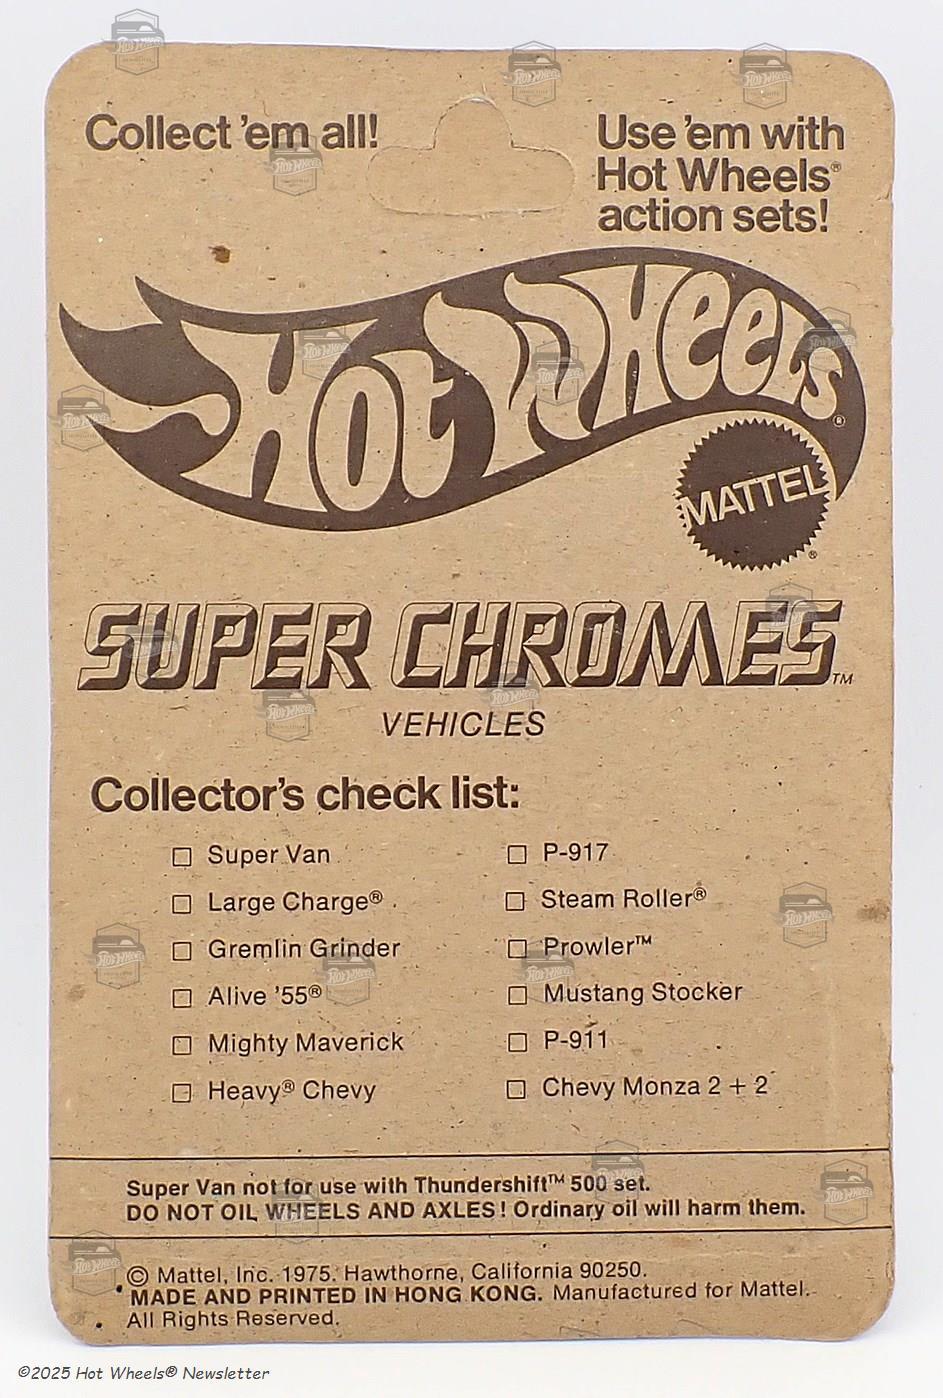 Collect 'em all!
Use 'em with
Hot Wheels®
action sets!
Hot Wheels®
MATTEL®
SUPER CHROMES™
VEHICLES
Collector's check list:
☐ Super Van
☐ Large Charge®
☐ Gremlin Grinder
☐ Alive '55®
☐ Mighty Maverick
☐ Heavy® Chevy
☐ P-917
☐ Steam Roller®
☐ Prowler™
☐ Mustang Stocker
☐ P-911
☐ Chevy Monza 2 + 2
Super Van not for use with Thundershift™ 500 set.
DO NOT OIL WHEELS AND AXLES! Ordinary oil will harm them.
© Mattel, Inc. 1975. Hawthorne, California 90250.
MADE AND PRINTED IN HONG KONG. Manufactured for Mattel.
All Rights Reserved.
©2025 Hot Wheels® Newsletter